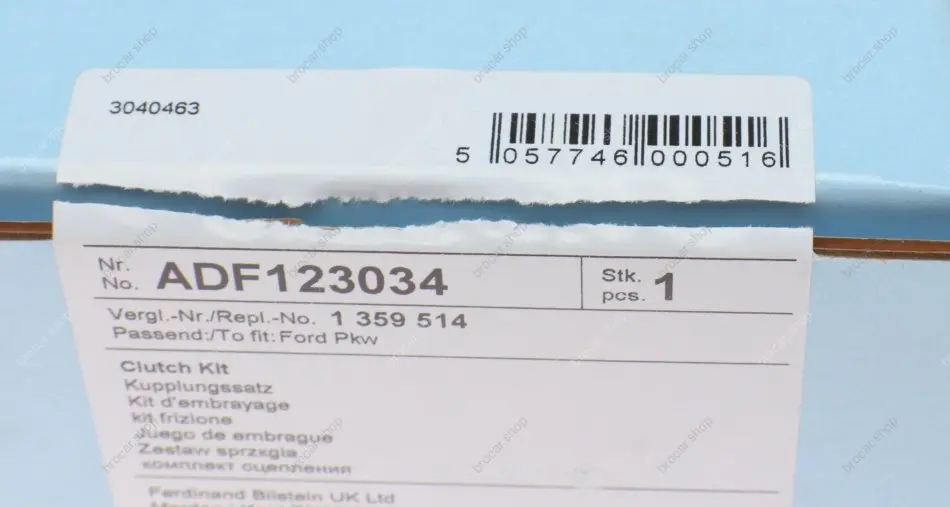 3040463
5 057746 000516
Nr.
No. ADF123034
Stk.
pcs. 1
Vergl.-Nr./Repl.-No. 1 359 514
Passend:/To fit: Ford Pkw
Clutch Kit
Kupplungssatz
Kit d'embrayage
kit frizione
Juego de embrague
Zestaw sprzęgła
комплект сцепления
Ferdinand Bilstein UK Ltd
brocar.shop